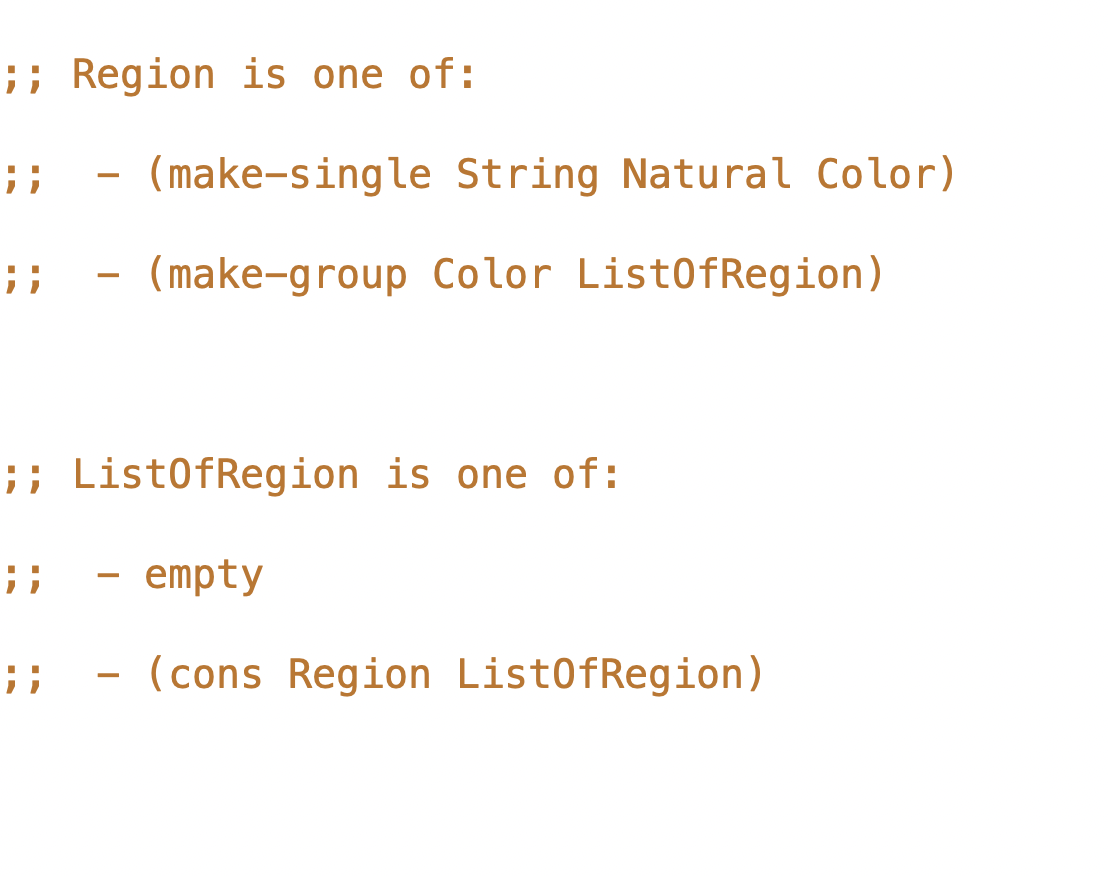 ;; Region is one of:
;;  - (make-single String Natural Color)
;;  - (make-group Color ListOfRegion)
;; ListOfRegion is one of:
;;  - empty
;;  - (cons Region ListOfRegion)